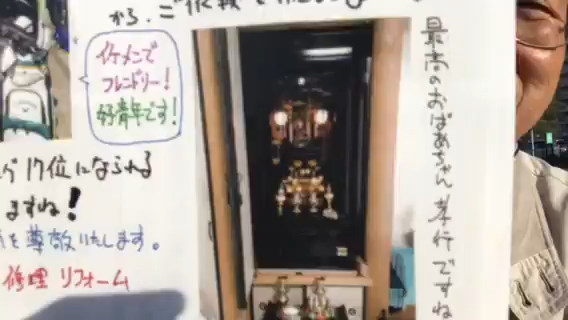 から、ご依頼を
イケメンで
フレンドリー！
好青年です！
最高のおばあちゃん孝行ですね
17位になられる
ますね！
を尊敬いたします。
修理 リフォーム